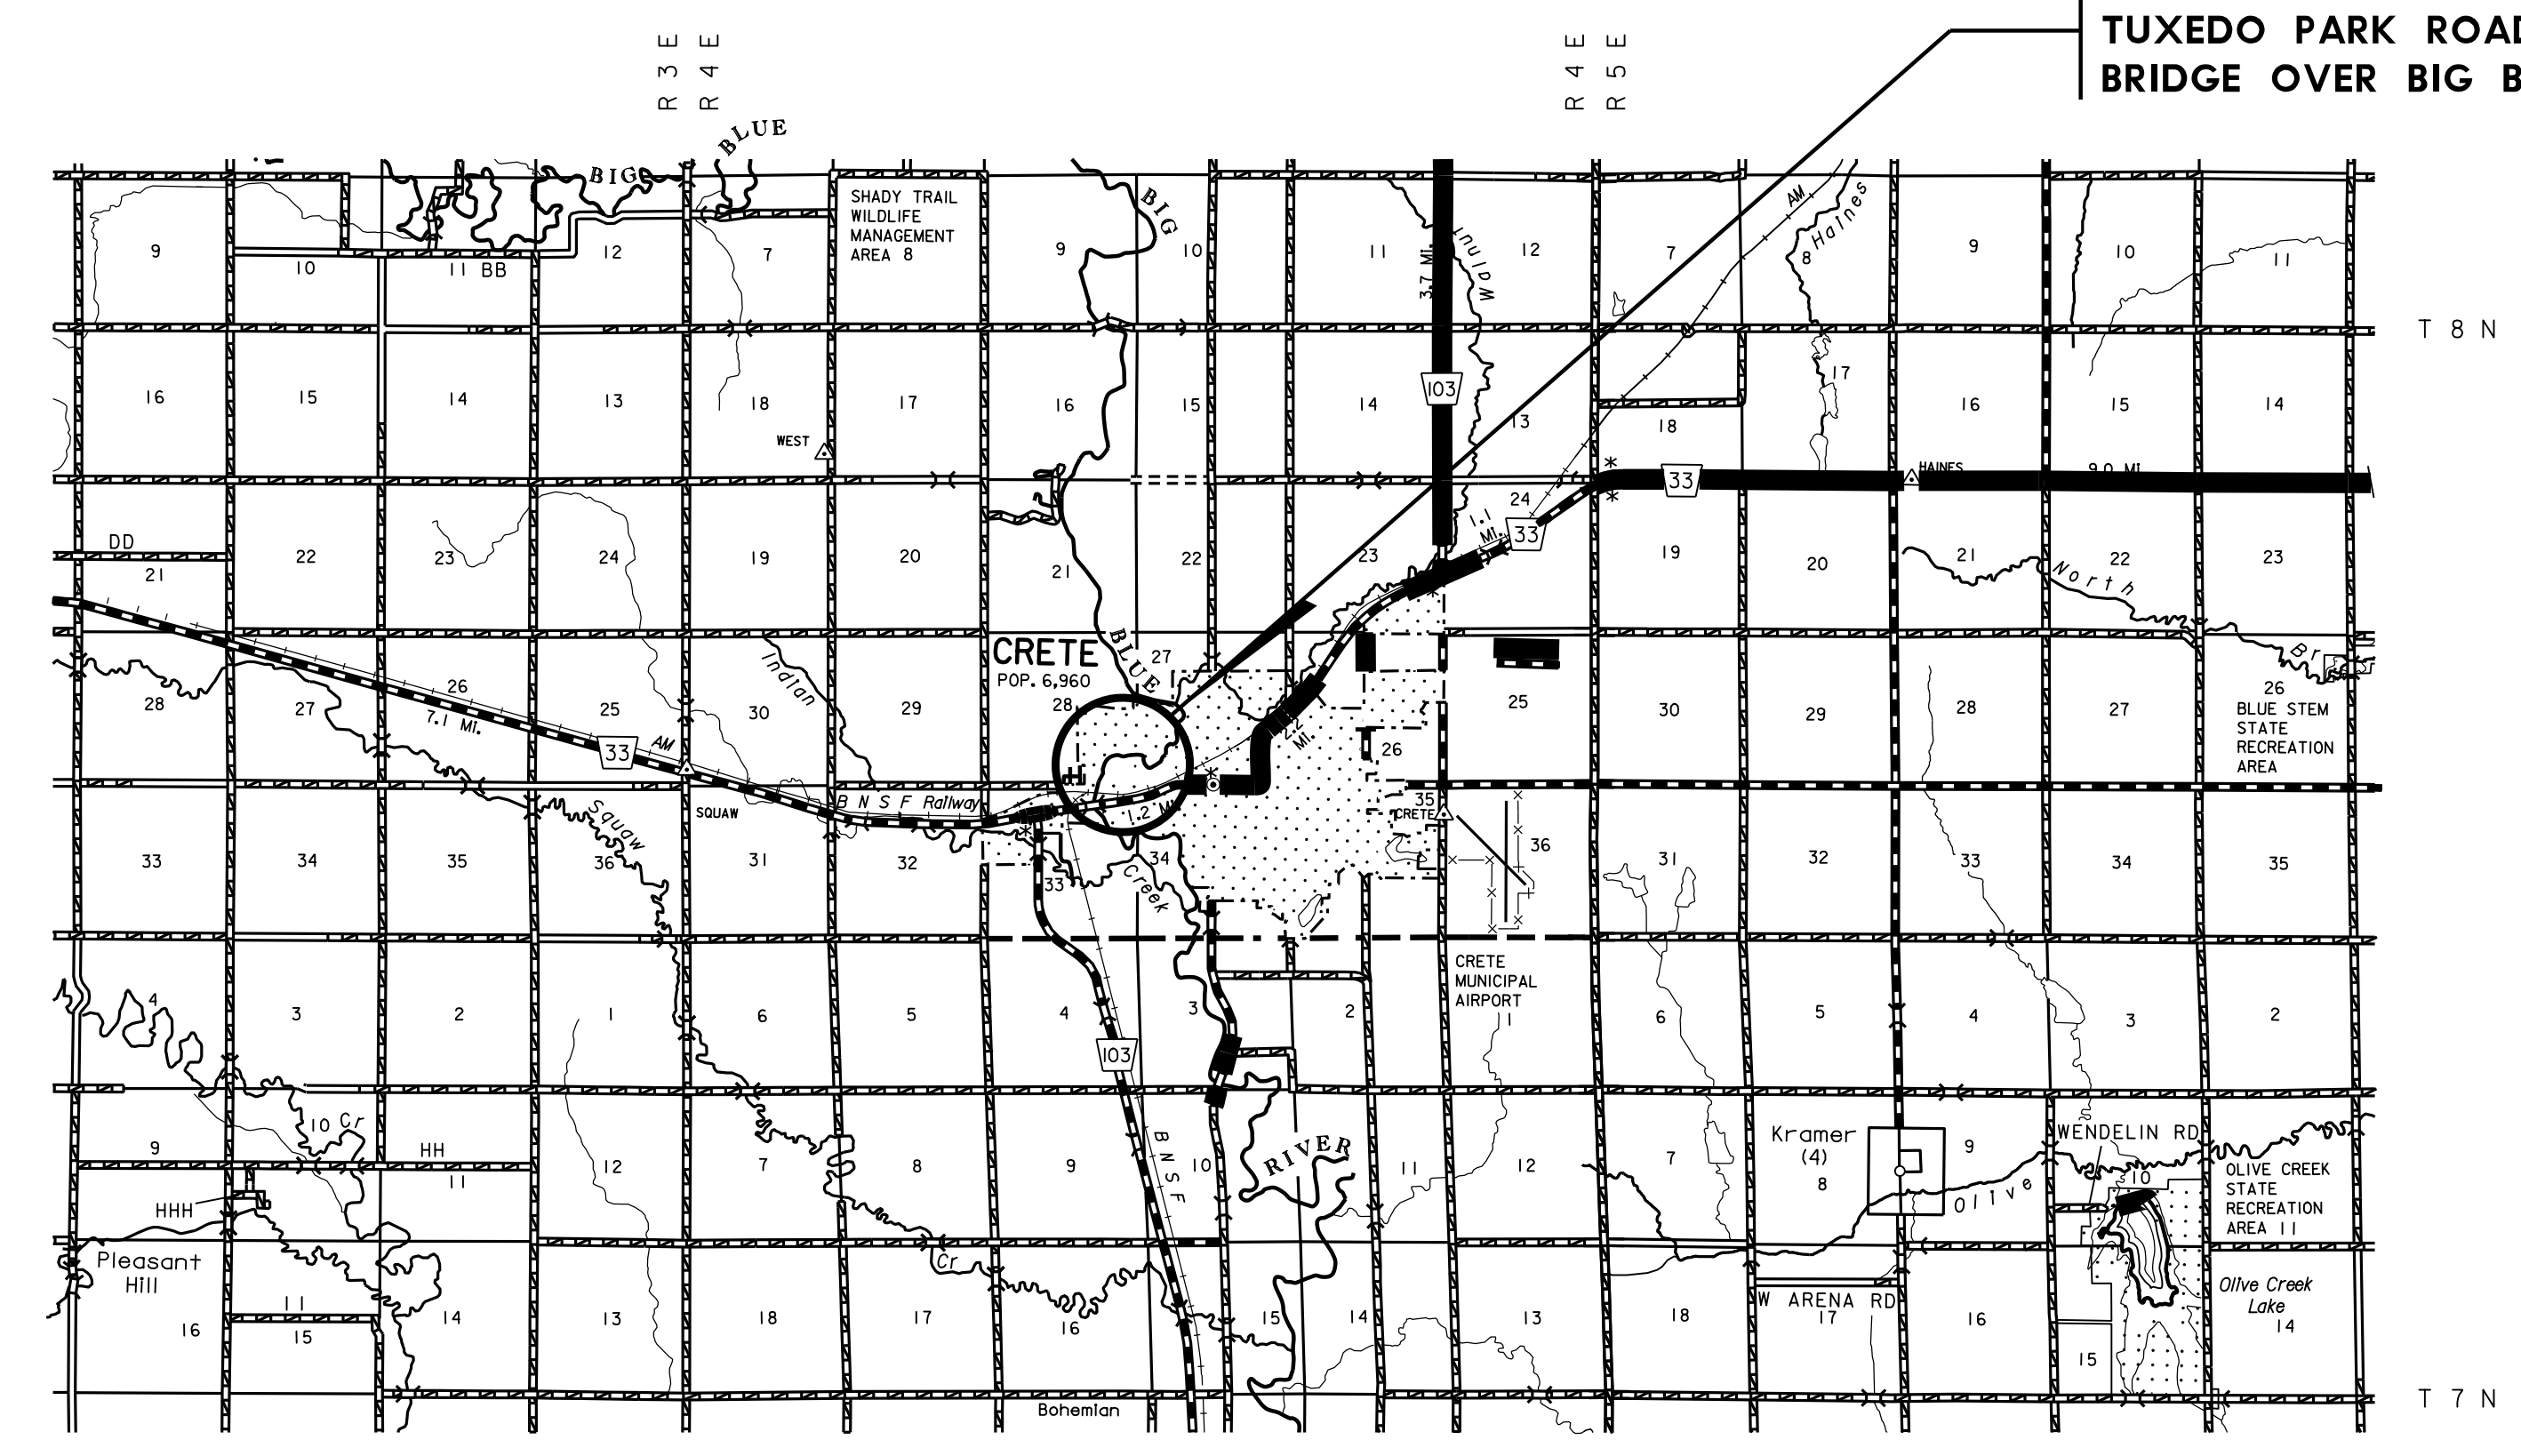 TUXEDO PARK ROAD
BRIDGE OVER BIG B
R 3 E
R 4 E
R 4 E
R 5 E
BIG
BLUE
SHADY TRAIL
WILDLIFE
MANAGEMENT
AREA 8
BIG
3.7 MI.
Walnut
AM
Haines
9
10
11 BB
12
7
9
10
11
12
7
8
9
10
11
T 8 N
16
15
14
13
18
17
16
15
14
103
13
18
17
16
15
14
WEST
HAINES
9.0 MI.
33
24
1.1
MI.
33
DD
21
22
23
24
19
20
21
22
23
19
20
21
22
23
North
Br
CRETE
POP. 6,960
BLUE
27
Indian
28
27
26
7.1 MI.
25
30
29
28
2.2
MI.
26
25
30
29
28
27
26
BLUE STEM
STATE
RECREATION
AREA
33
AM
H
SQUAW
B N S F Railway
1.2 MI.
35
CRETE
Squaw
33
34
35
36
31
32
33
34
Creek
36
31
32
33
34
35
CRETE
MUNICIPAL
AIRPORT
4
3
2
1
6
5
4
3
2
1
6
5
4
3
2
103
10 Cr
9
HH
11
12
7
8
9
B N S F
10
RIVER
11
12
7
Kramer
(4)
8
9
Olive
WENDELIN RD
10
OLIVE CREEK
STATE
RECREATION
AREA 11
HHH
Pleasant
Hill
Cr
16
11
15
14
13
18
17
16
15
14
13
18
W ARENA RD
17
16
15
Olive Creek
Lake
14
Bohemian
T 7 N